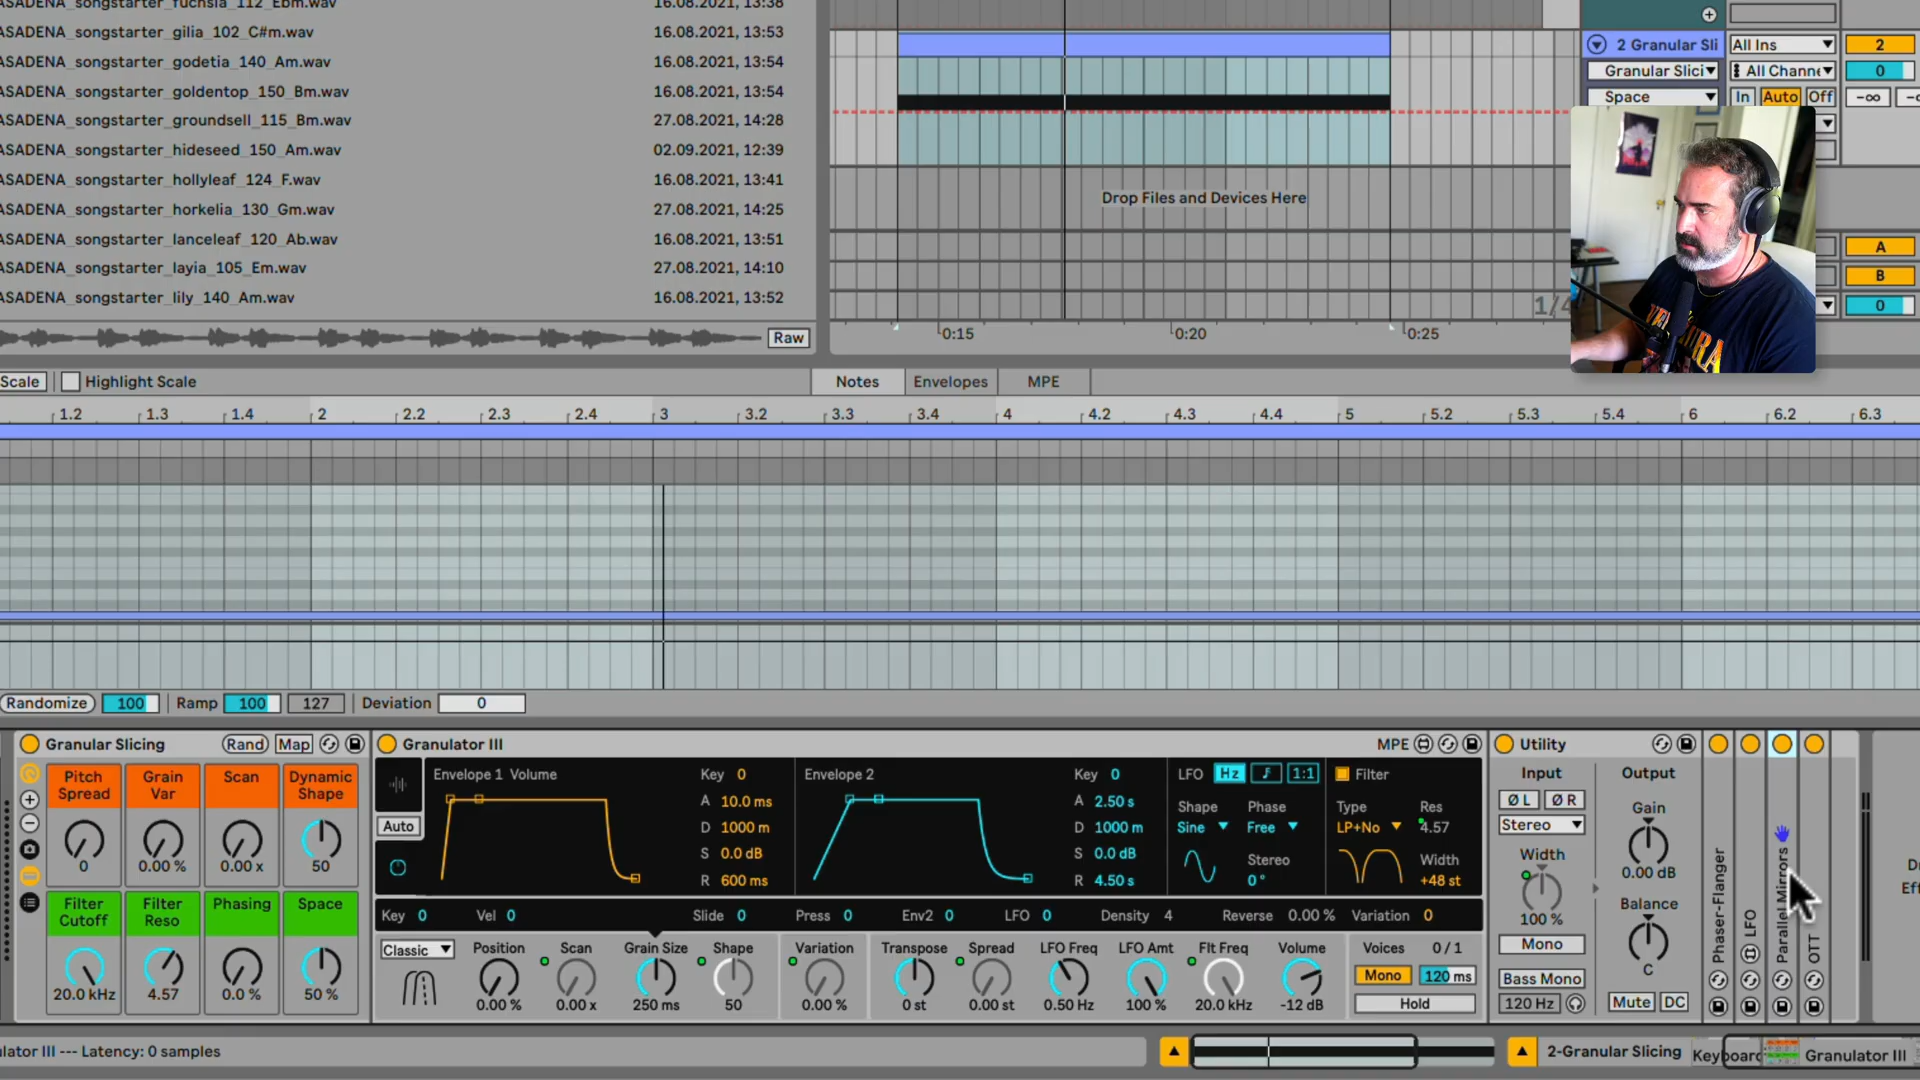 ASADENA_songstarter_fuchsia_112_Ebm.wav 16.08.2021, 13:38
ASADENA_songstarter_gilia_102_C#m.wav 16.08.2021, 13:53
ASADENA_songstarter_godetia_140_Am.wav 16.08.2021, 13:54
ASADENA_songstarter_goldentop_150_Bm.wav 16.08.2021, 13:54
ASADENA_songstarter_groundsell_115_Bm.wav 27.08.2021, 14:28
ASADENA_songstarter_hideseed_150_Am.wav 02.09.2021, 12:39
ASADENA_songstarter_hollyleaf_124_F.wav 16.08.2021, 13:41
ASADENA_songstarter_horkelia_130_Gm.wav 27.08.2021, 14:25
ASADENA_songstarter_lanceleaf_120_Ab.wav 16.08.2021, 13:51
ASADENA_songstarter_layia_105_Em.wav 27.08.2021, 14:10
ASADENA_songstarter_lily_140_Am.wav 16.08.2021, 13:52
Raw
Drop Files and Devices Here
0:15 0:20 0:25
1/4
2 Granular Sli All Ins 2
Granular Slici All Channe 0
Space In Auto Off -∞
A
B
0
Scale Highlight Scale Notes Envelopes MPE
1.2 1.3 1.4 2 2.2 2.3 2.4 3 3.2 3.3 3.4 4 4.2 4.3 4.4 5 5.2 5.3 5.4 6 6.2 6.3
Randomize 100 Ramp 100 127 Deviation 0
Granular Slicing Rand Map
Pitch Spread Grain Var Scan Dynamic Shape
0 0.00 % 0.00 x 50
Filter Cutoff Filter Reso Phasing Space
20.0 kHz 4.57 0.0 % 50 %
Granulator III MPE
Auto
Envelope 1 Volume Key 0
A 10.0 ms
D 1000 m
S 0.0 dB
R 600 ms
Envelope 2 Key 0
A 2.50 s
D 1000 m
S 0.0 dB
R 4.50 s
LFO Hz 1:1
Shape Phase
Sine Free
Stereo
0°
Filter
Type Res
LP+No 4.57
Width
+48 st
Key 0 Vel 0 Slide 0 Press 0 Env2 0 LFO 0 Density 4 Reverse 0.00 % Variation 0
Classic Position Scan Grain Size Shape Variation Transpose Spread LFO Freq LFO Amt Flt Freq Volume Voices 0 / 1
Mono 120 ms
0.00 % 0.00 x 250 ms 50 0.00 % 0 st 0.00 st 0.50 Hz 100 % 20.0 kHz -12 dB Hold
Utility
Input Output
Ø L Ø R Gain
Stereo
Width 0.00 dB
100 % Balance
Mono
Bass Mono C
120 Hz Mute DC
Phaser-Flanger
LFO
Parallel Mirrors
OTT
Dr
Eff
ulator III --- Latency: 0 samples
2-Granular Slicing Keyboard Granulator III